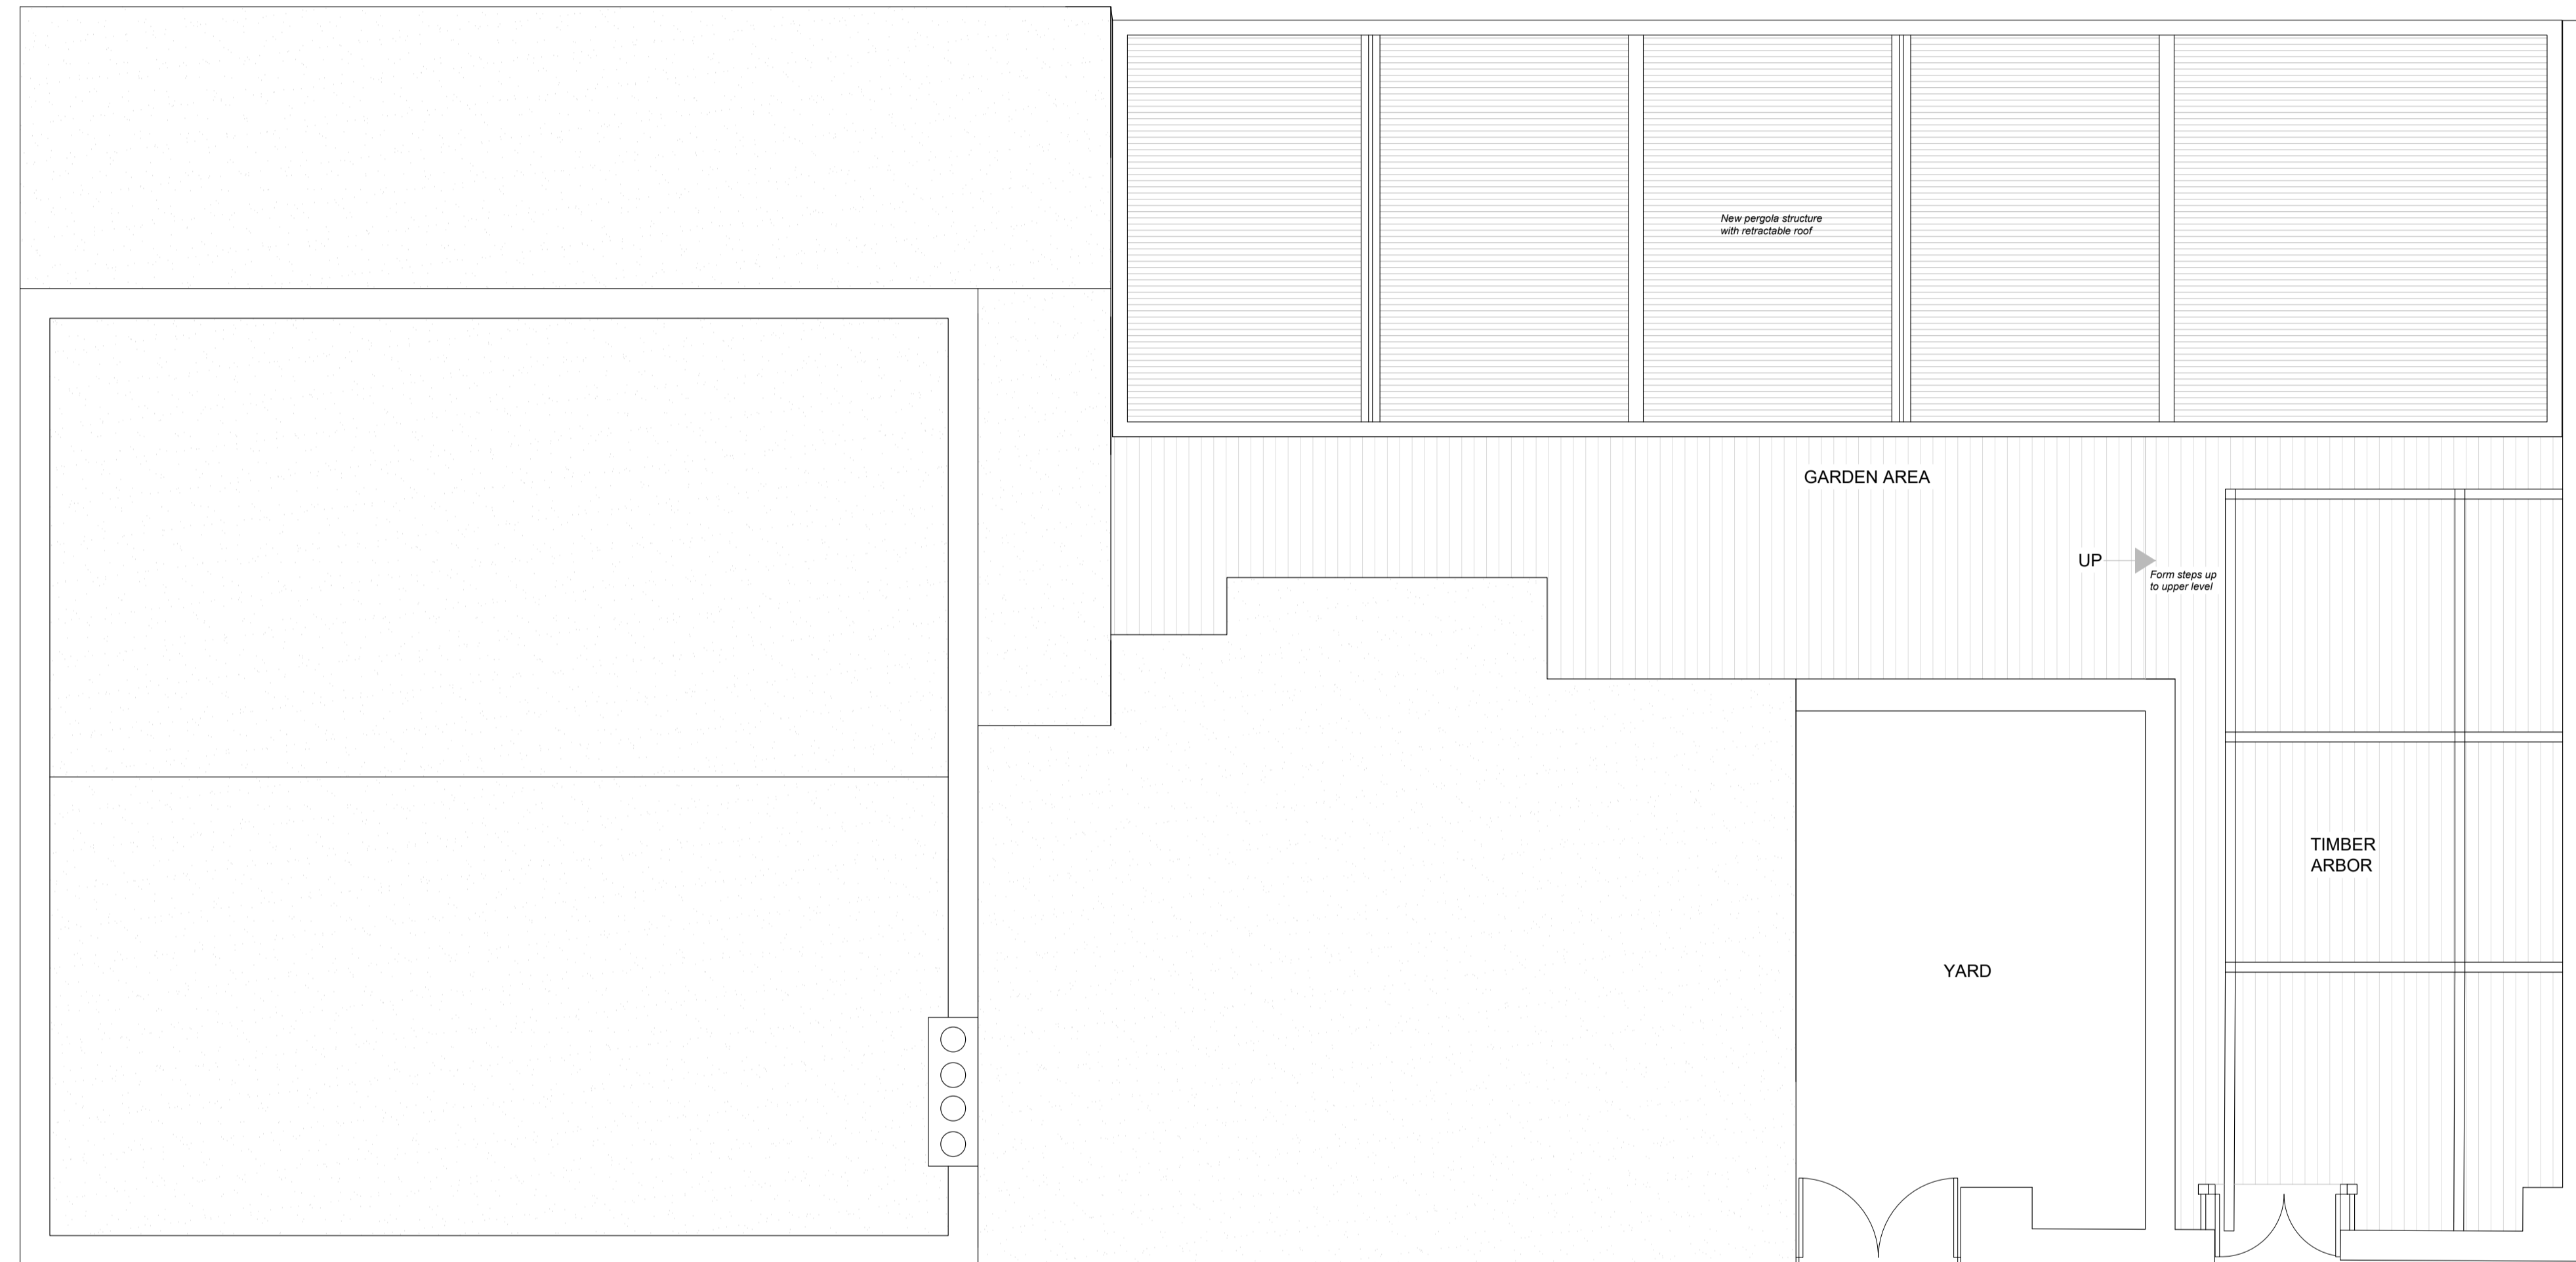 New pergola structure
with retractable roof
GARDEN AREA
UP
Form steps up
to upper level
TIMBER
ARBOR
YARD